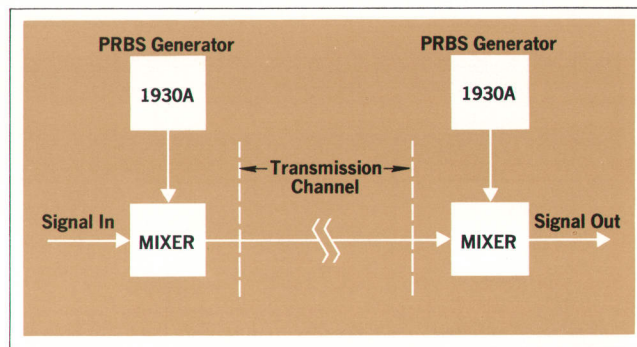 PRBS Generator
PRBS Generator
1930A
1930A
Transmission
Channel
Signal In
Signal Out
MIXER
MIXER